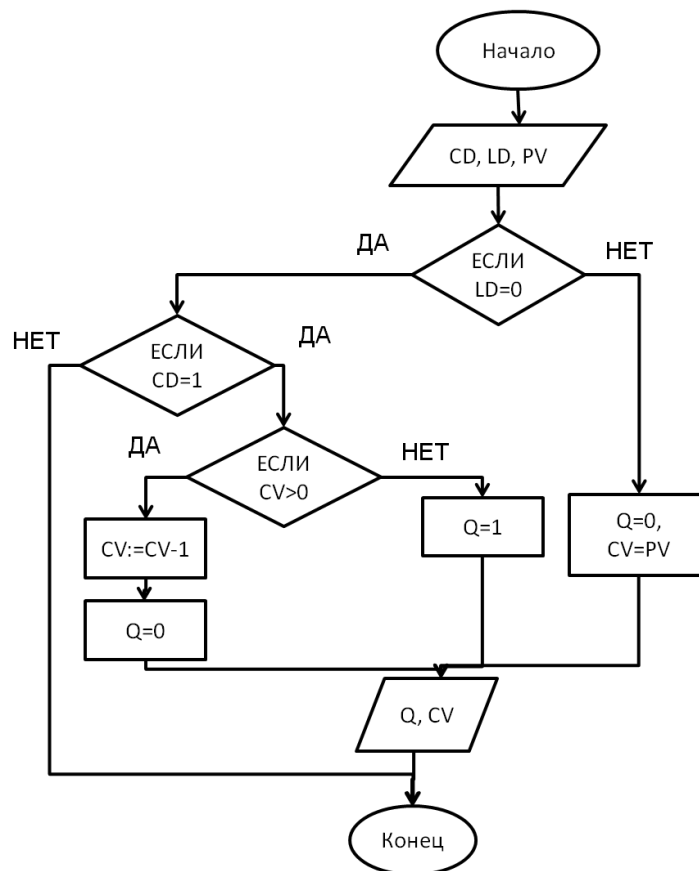 Начало
CD, LD, PV
ДА
НЕТ
ЕСЛИ
LD=0
НЕТ
ДА
ЕСЛИ
CD=1
ДА
НЕТ
ЕСЛИ
CV>0
CV:=CV-1
Q=1
Q=0,
CV=PV
Q=0
Q, CV
Конец